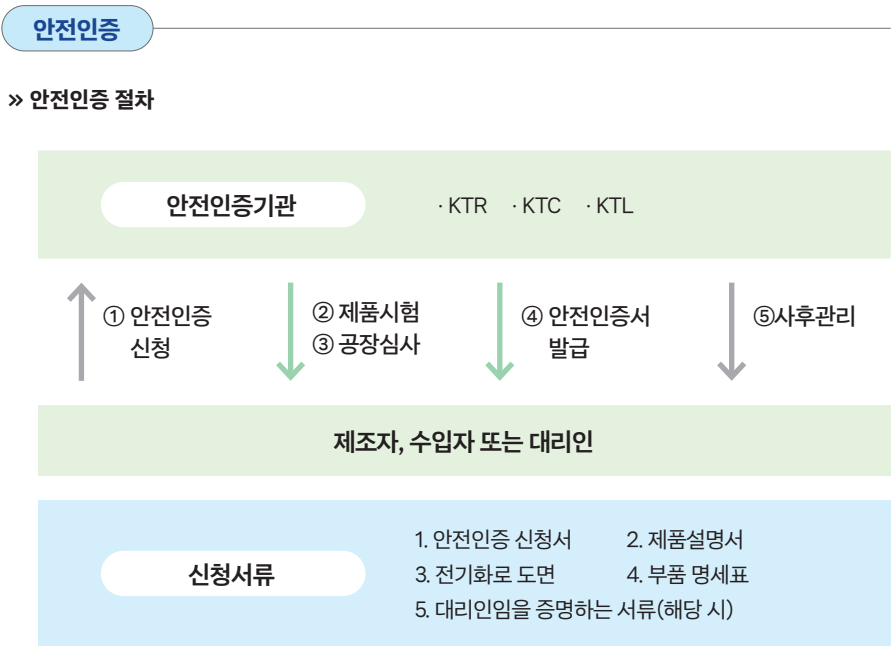 안전인증
» 안전인증 절차
안전인증기관
· KTR · KTC · KTL
① 안전인증
신청
② 제품시험
③ 공장심사
④ 안전인증서
발급
⑤사후관리
제조자, 수입자 또는 대리인
신청서류
1. 안전인증 신청서 2. 제품설명서
3. 전기화로 도면 4. 부품 명세표
5. 대리인임을 증명하는 서류(해당 시)